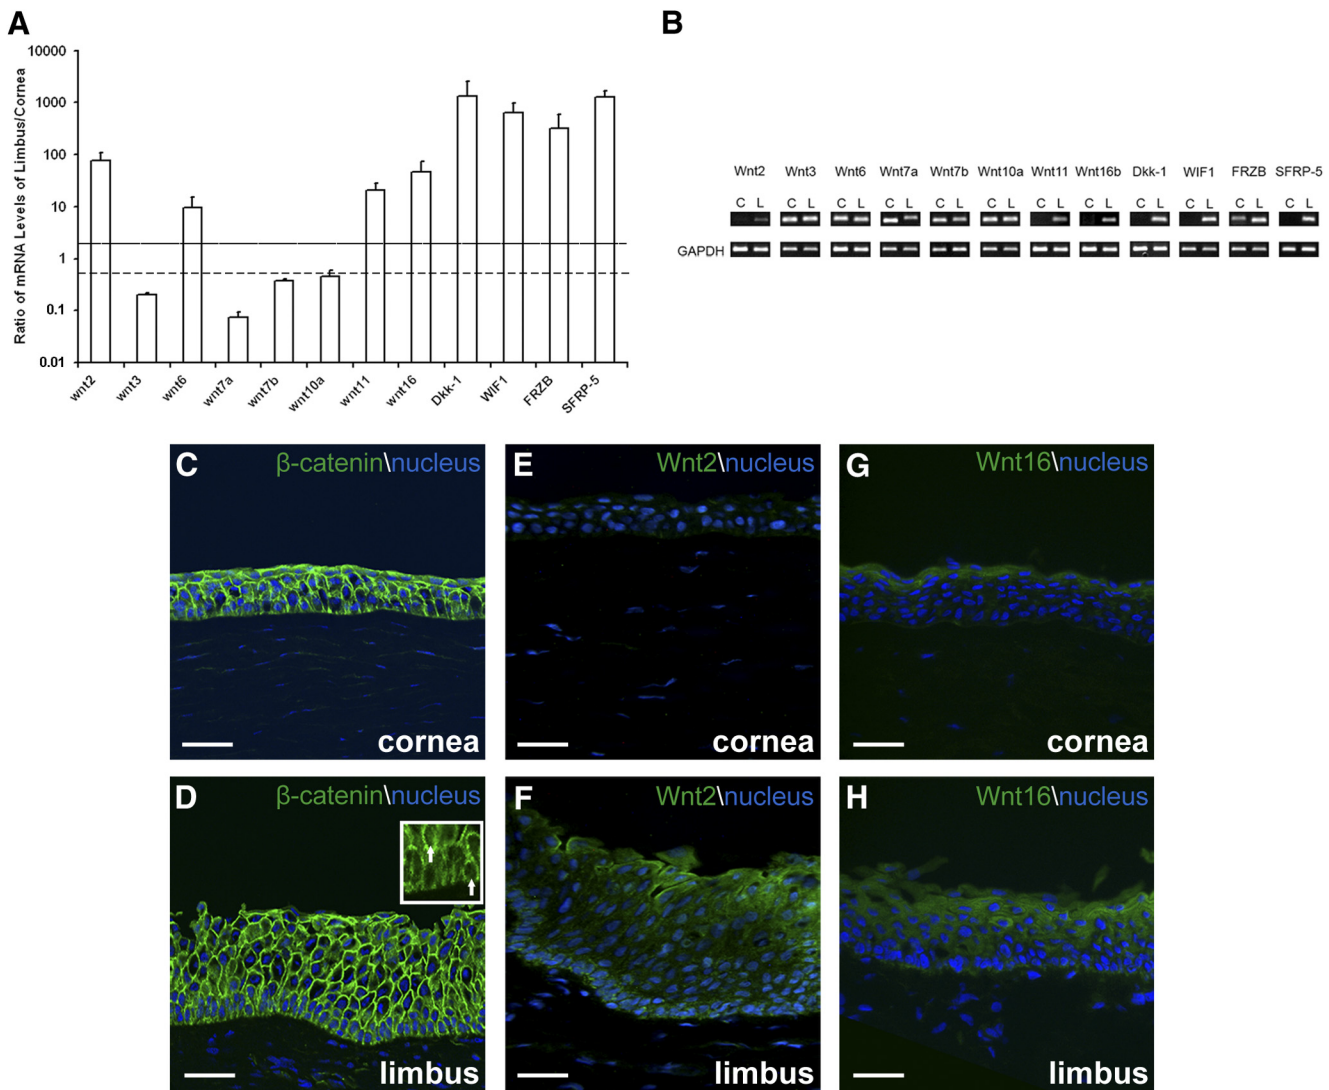 A
Ratio of mRNA Levels of Limbus/Cornea
10000
1000
100
10
1
0.1
0.01
wnt2 wnt3 wnt6 wnt7a wnt7b wnt10a wnt11 wnt16 Dkk-1 WIF1 FRZB SFRP-5
B
Wnt2 Wnt3 Wnt6 Wnt7a Wnt7b Wnt10a Wnt11 Wnt16b Dkk-1 WIF1 FRZB SFRP-5
C L C L C L C L C L C L C L C L C L C L C L C L
GAPDH
C β-catenin\nucleus
cornea
E Wnt2\nucleus
cornea
G Wnt16\nucleus
cornea
D β-catenin\nucleus
limbus
F Wnt2\nucleus
limbus
H Wnt16\nucleus
limbus